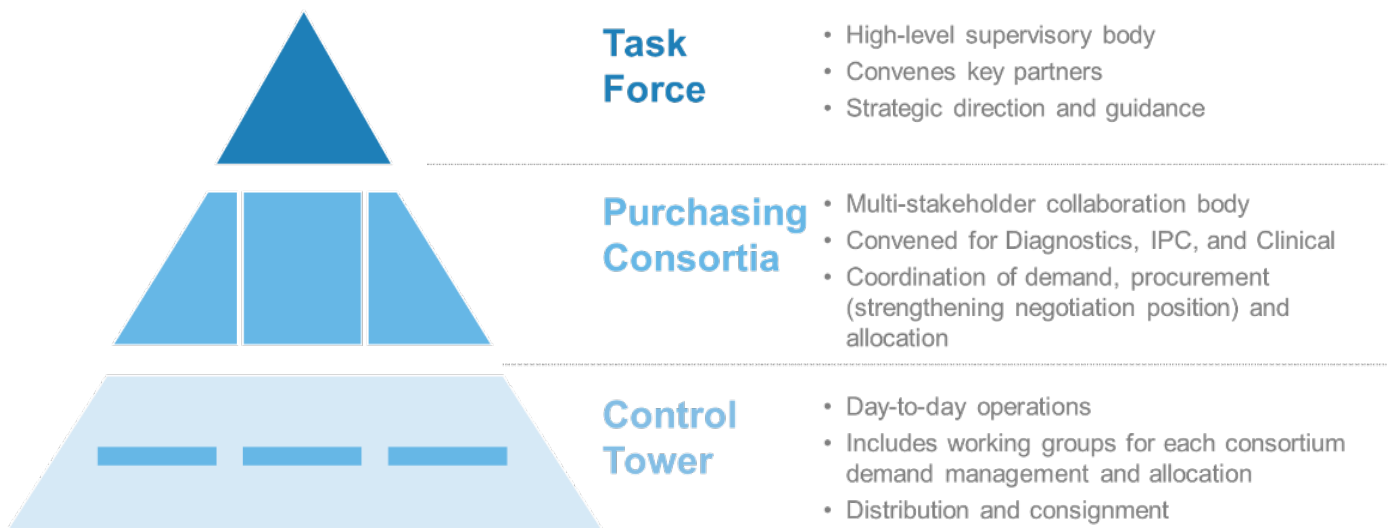 Task
Force
• High-level supervisory body
• Convenes key partners
• Strategic direction and guidance
Purchasing
Consortia
• Multi-stakeholder collaboration body
• Convened for Diagnostics, IPC, and Clinical
• Coordination of demand, procurement
(strengthening negotiation position) and
allocation
Control
Tower
• Day-to-day operations
• Includes working groups for each consortium
demand management and allocation
• Distribution and consignment